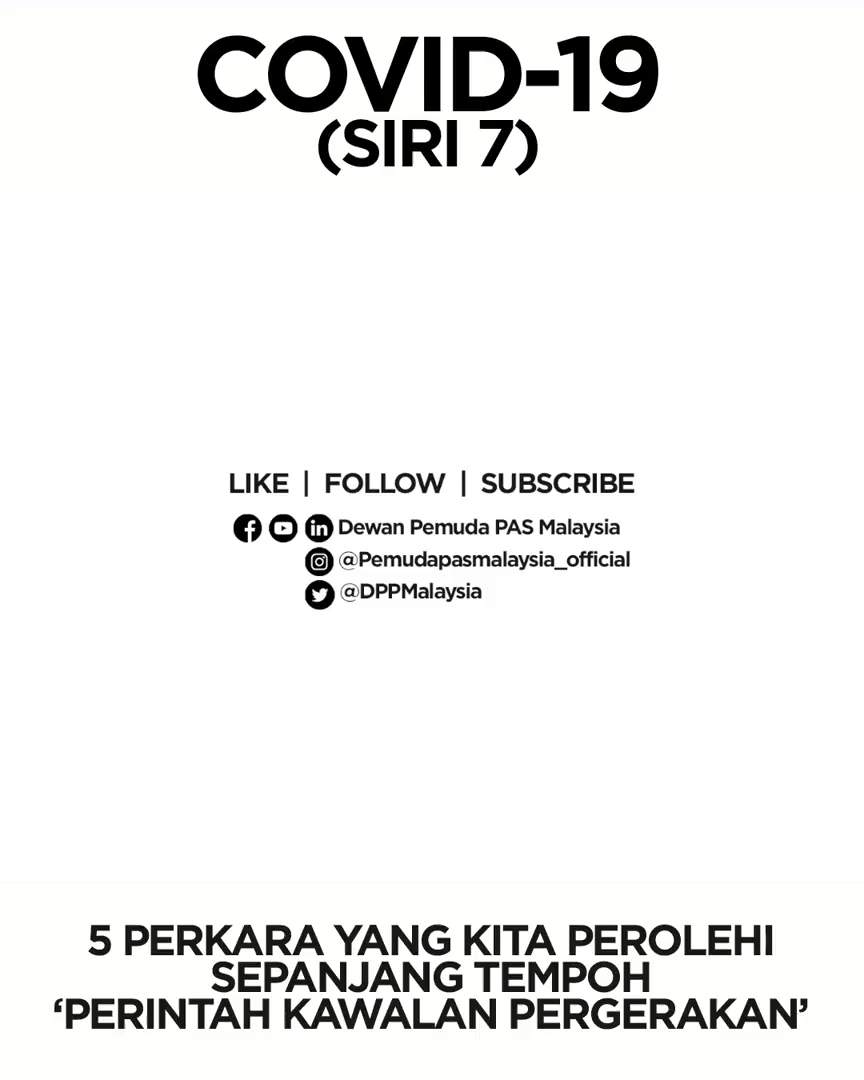 COVID-19
(SIRI 7)
LIKE | FOLLOW | SUBSCRIBE
Dewan Pemuda PAS Malaysia
@Pemudapasmalaysia_official
@DPPMalaysia
5 PERKARA YANG KITA PEROLEHI
SEPANJANG TEMPOH
‘PERINTAH KAWALAN PERGERAKAN’